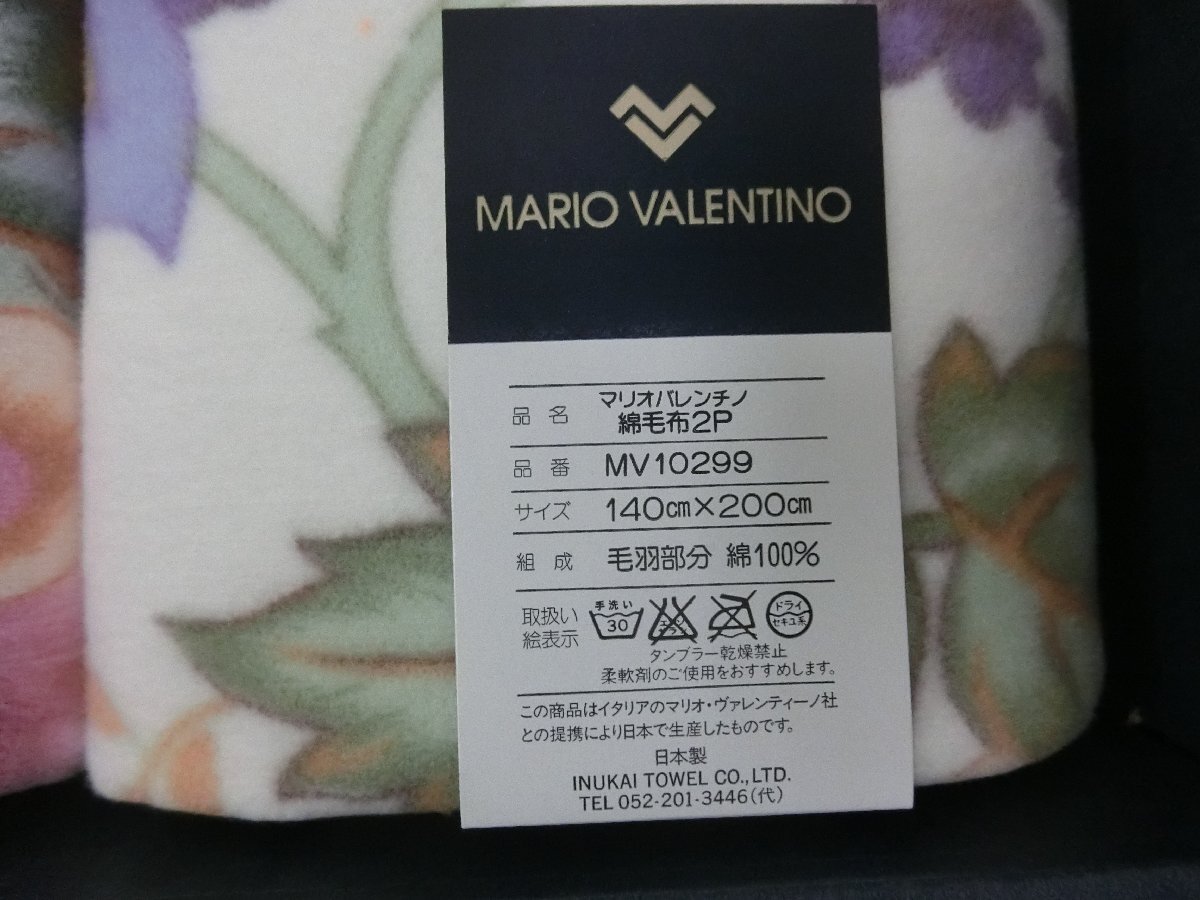 MARIO VALENTINO
品名 マリオバレンチノ
綿毛布2P
品番 MV10299
サイズ 140㎝×200㎝
組成 毛羽部分 綿100%
取扱い
絵表示
手洗い
30
エンソ
サラシ
ドライ
セキユ系
タンブラー乾燥禁止
柔軟剤のご使用をおすすめします。
この商品はイタリアのマリオ・ヴァレンティーノ社
との提携により日本で生産したものです。
日本製
INUKAI TOWEL CO., LTD.
TEL 052-201-3446(代)